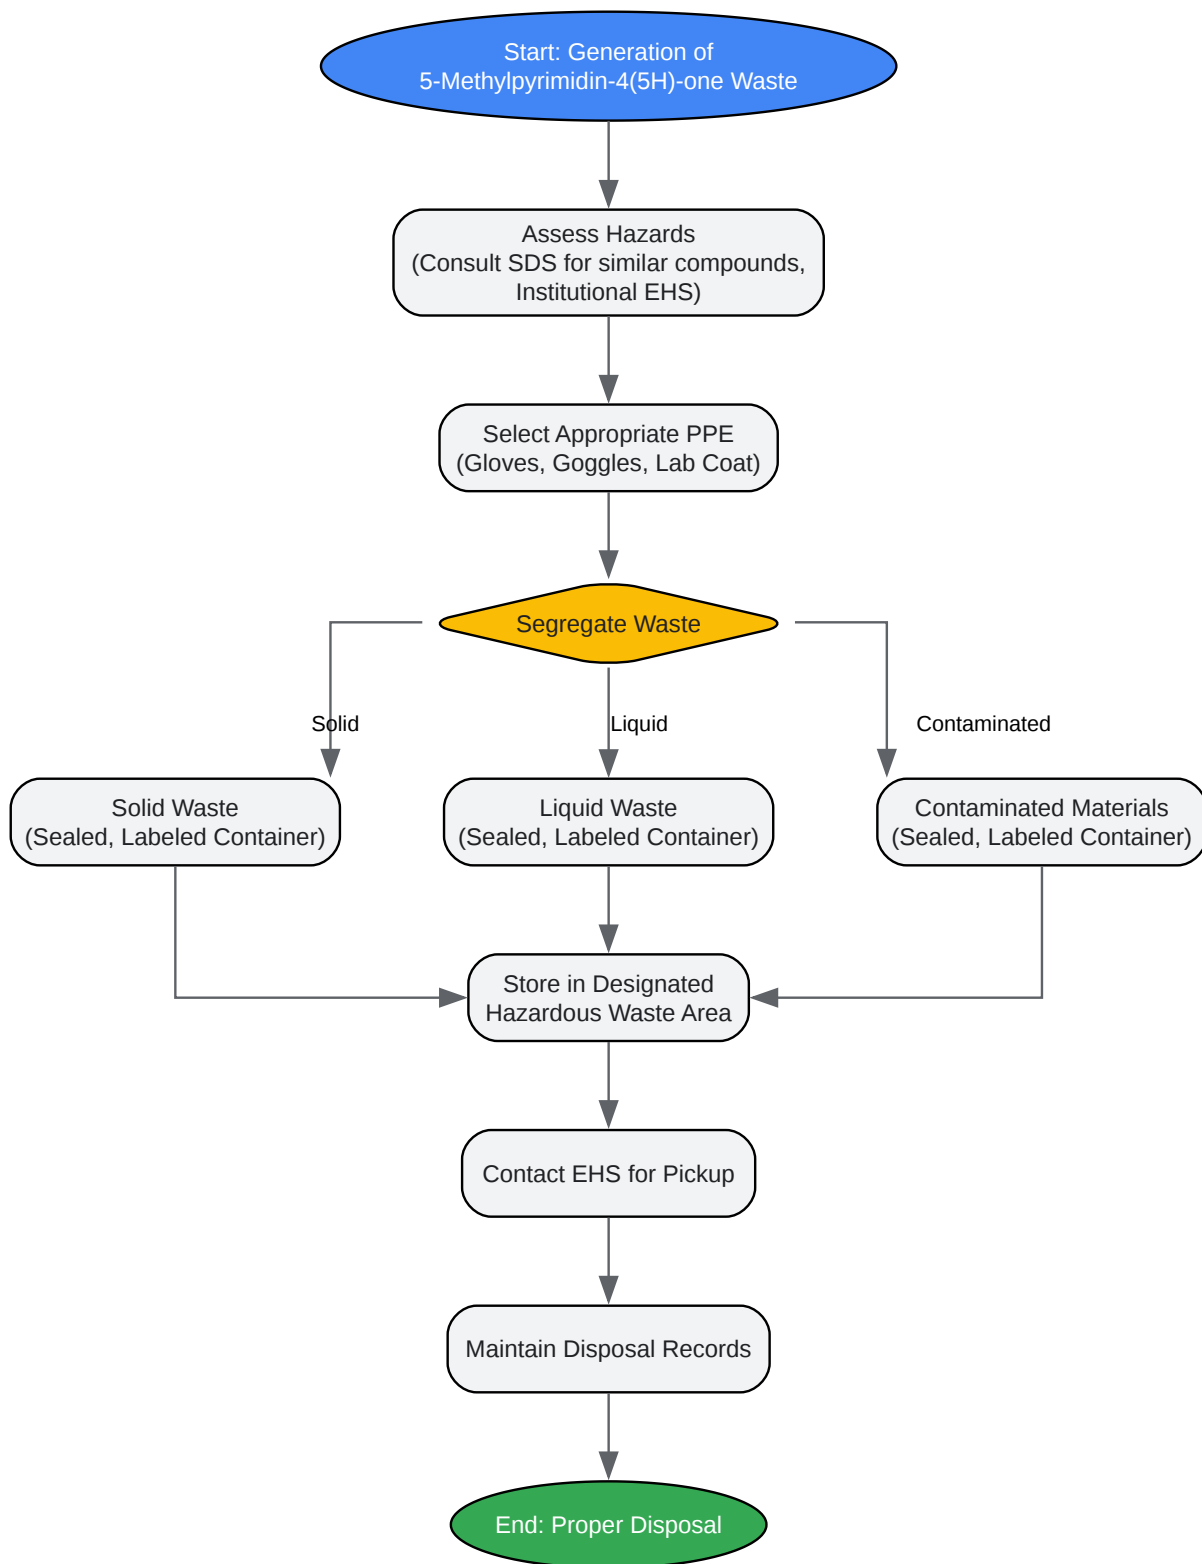 Start: Generation of
5-Methylpyrimidin-4(5H)-one Waste
Assess Hazards
(Consult SDS for similar compounds,
Institutional EHS)
Select Appropriate PPE
(Gloves, Goggles, Lab Coat)
Segregate Waste
Solid
Liquid
Contaminated
Solid Waste
(Sealed, Labeled Container)
Liquid Waste
(Sealed, Labeled Container)
Contaminated Materials
(Sealed, Labeled Container)
Store in Designated
Hazardous Waste Area
Contact EHS for Pickup
Maintain Disposal Records
End: Proper Disposal